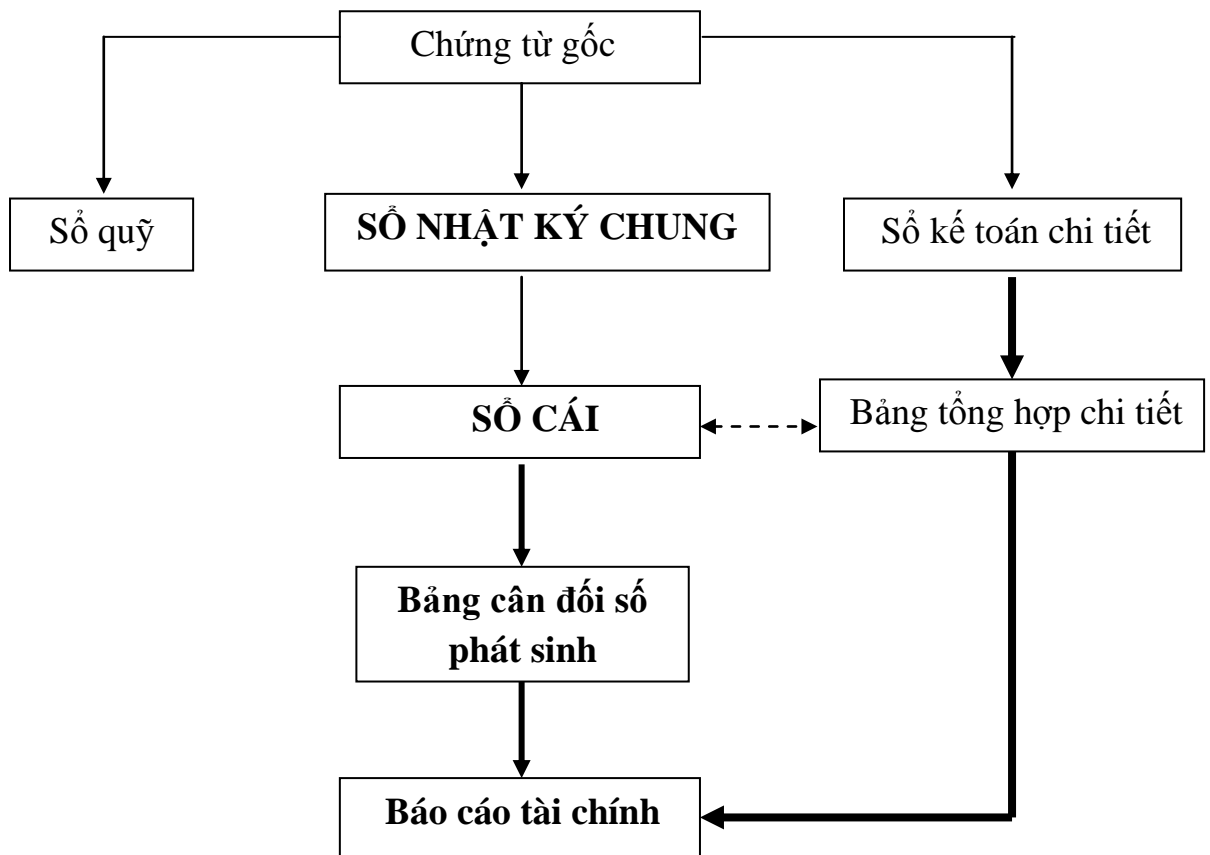 Chứng từ gốc
Sổ quỹ
SỔ NHẬT KÝ CHUNG
Sổ kế toán chi tiết
SỔ CÁI
Bảng tổng hợp chi tiết
Bảng cân đối số
phát sinh
Báo cáo tài chính